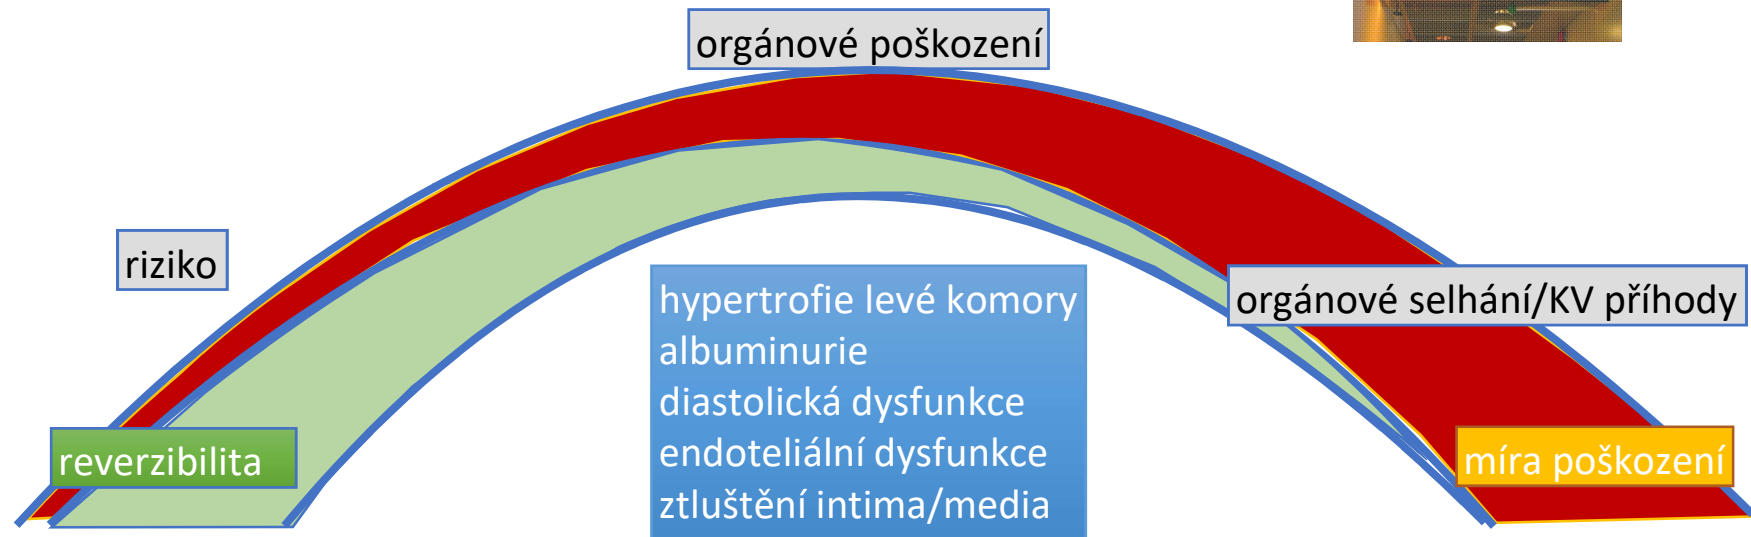 orgánové poškození
riziko
hypertrofie levé komory
albuminurie
diastolická dysfunkce
endoteliální dysfunkce
ztluštění intima/media
orgánové selhání/KV příhody
reverzibilita
míra poškození